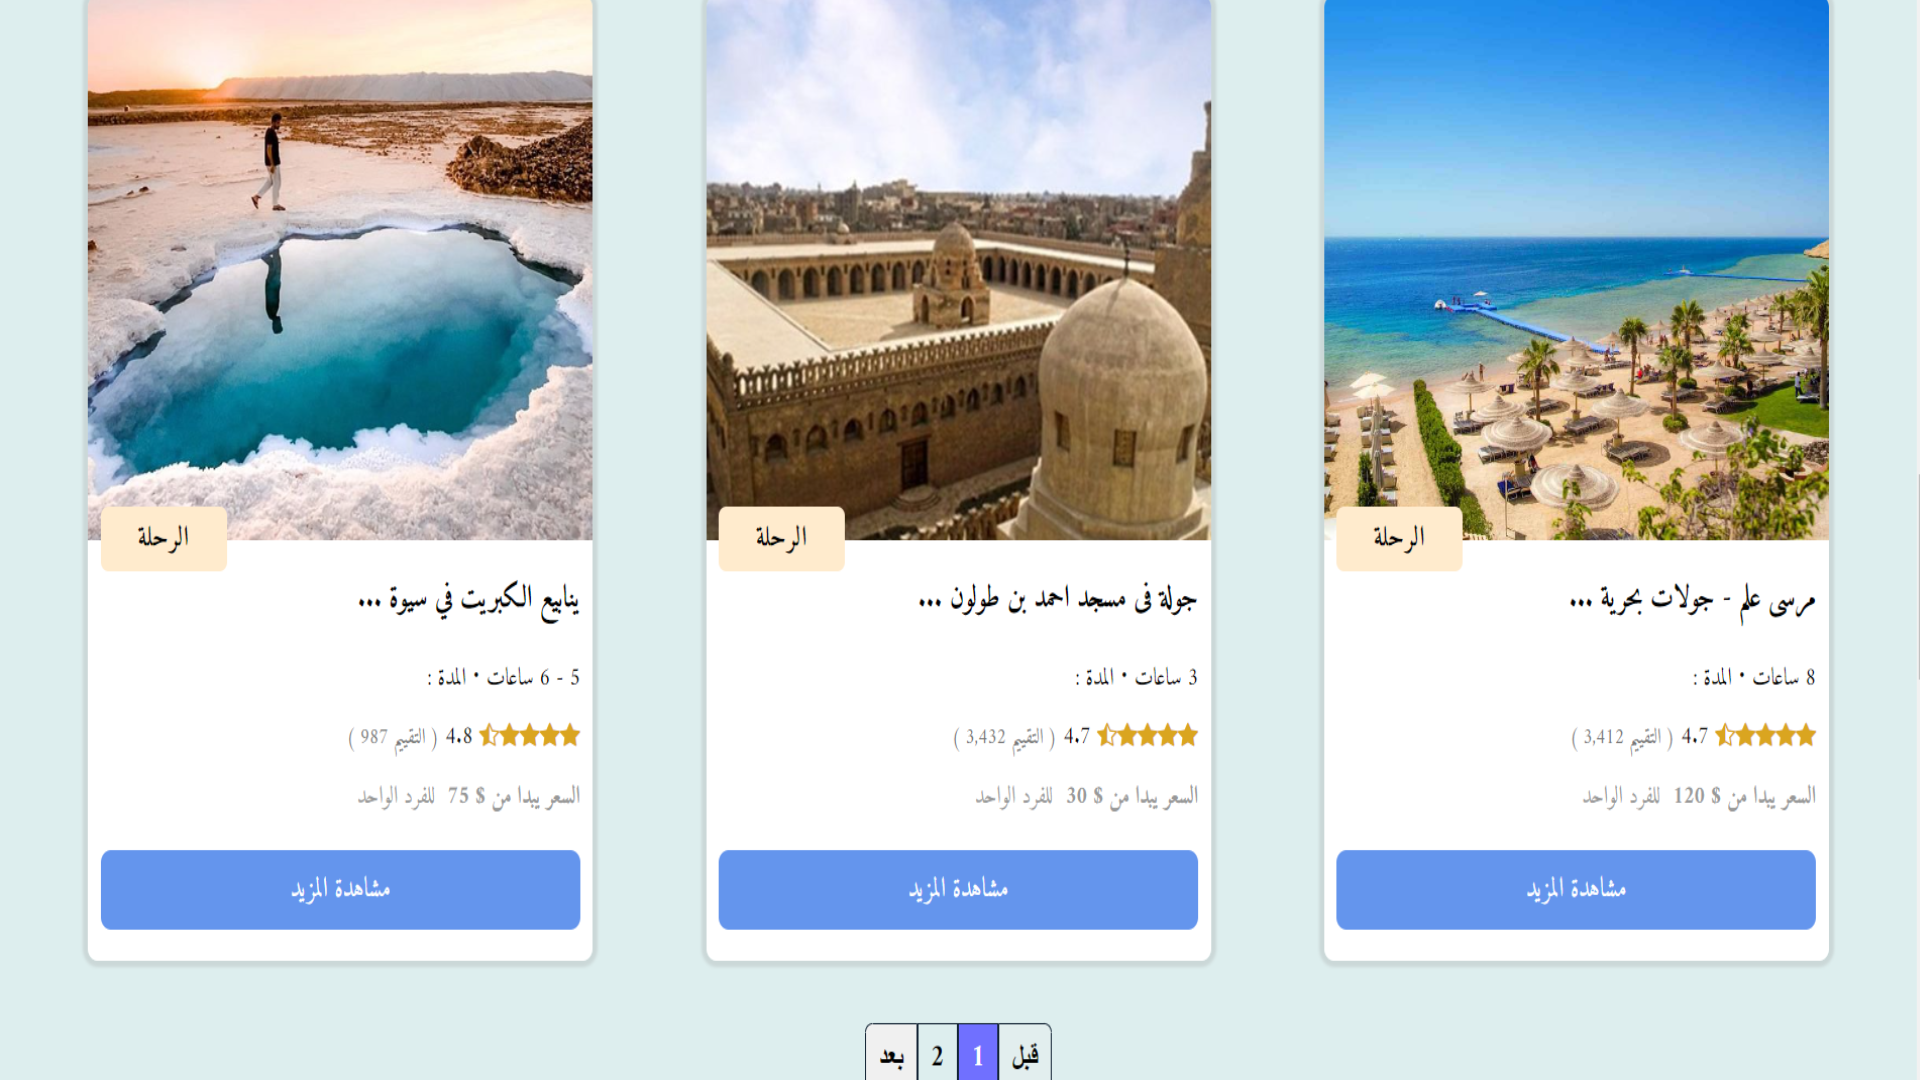 الرحلة
مرسى علم - جولات بحرية ...
8 ساعات • المدة :
4.7 ( التقييم 3,412 )
السعر يبدا من $ 120 للفرد الواحد
مشاهدة المزيد
الرحلة
جولة فى مسجد احمد بن طولون ...
3 ساعات • المدة :
4.7 ( التقييم 3,432 )
السعر يبدا من $ 30 للفرد الواحد
مشاهدة المزيد
الرحلة
ينابيع الكبريت في سيوة ...
5 - 6 ساعات • المدة :
4.8 ( التقييم 987 )
السعر يبدا من $ 75 للفرد الواحد
مشاهدة المزيد
قبل 1 2 بعد